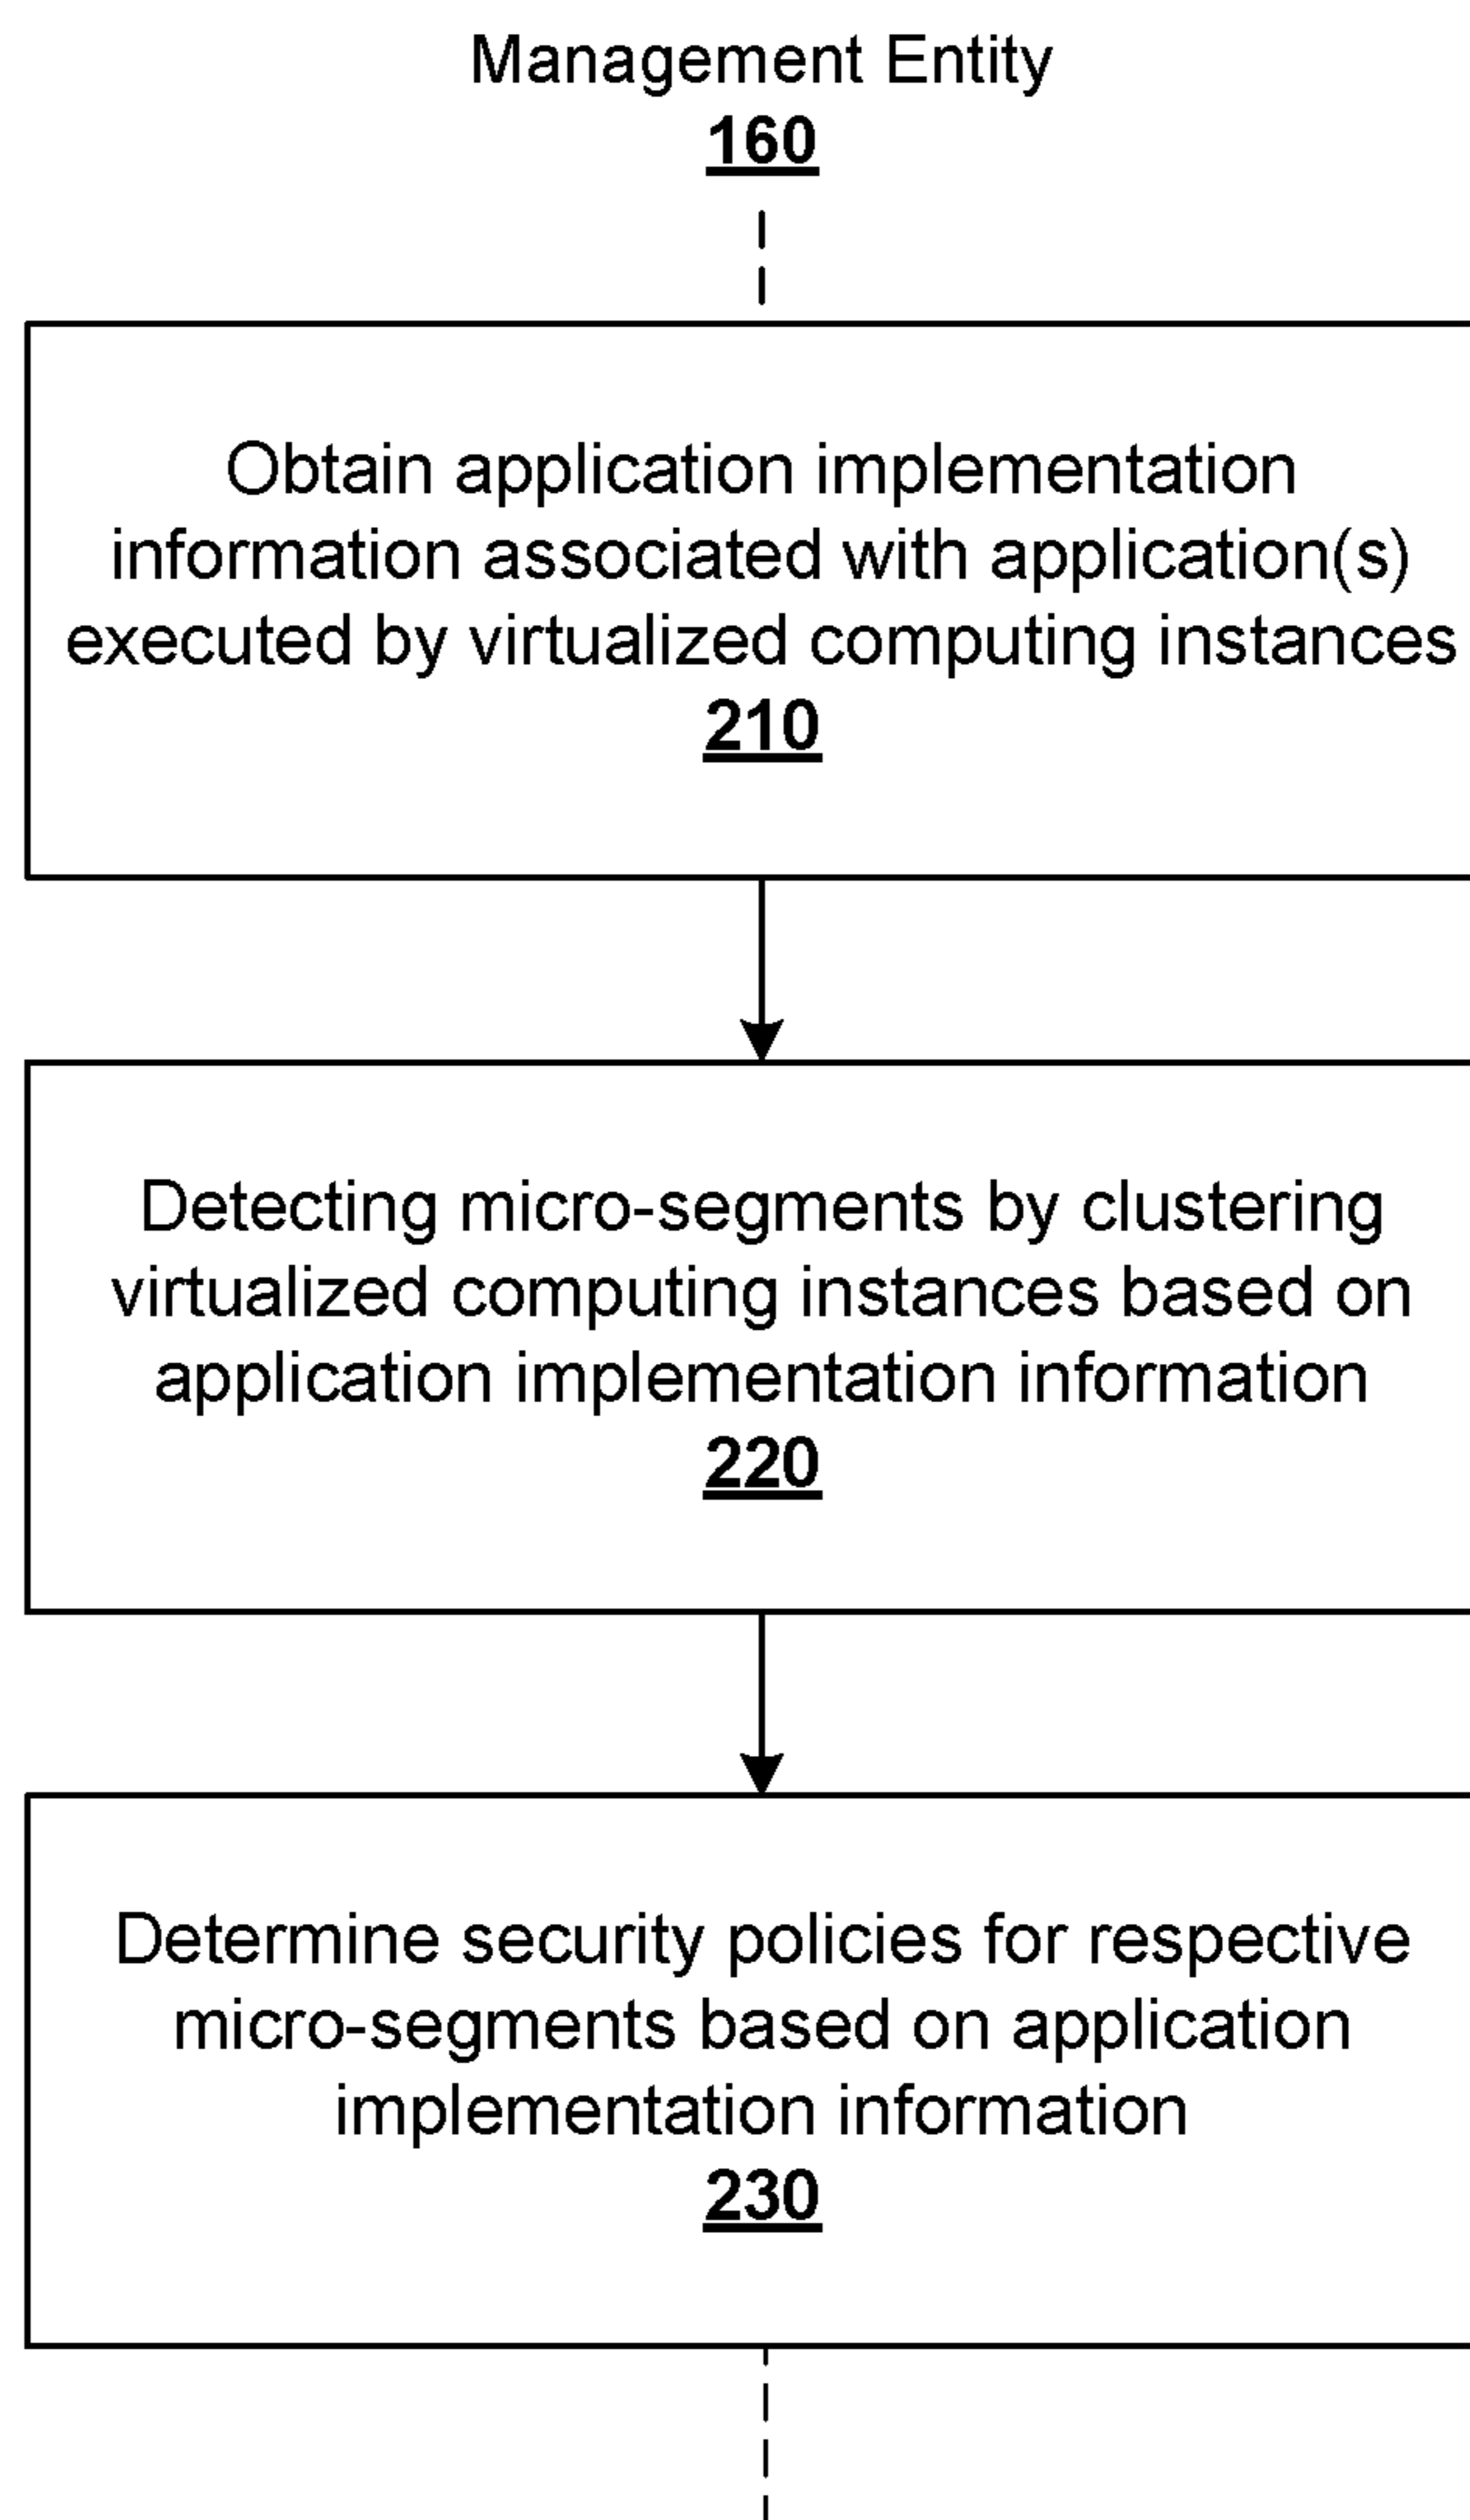 Management Entity
160
Obtain application implementation
information associated with application(s)
executed by virtualized computing instances
210
Detecting micro-segments by clustering
virtualized computing instances based on
application implementation information
220
Determine security policies for respective
micro-segments based on application
implementation information
230